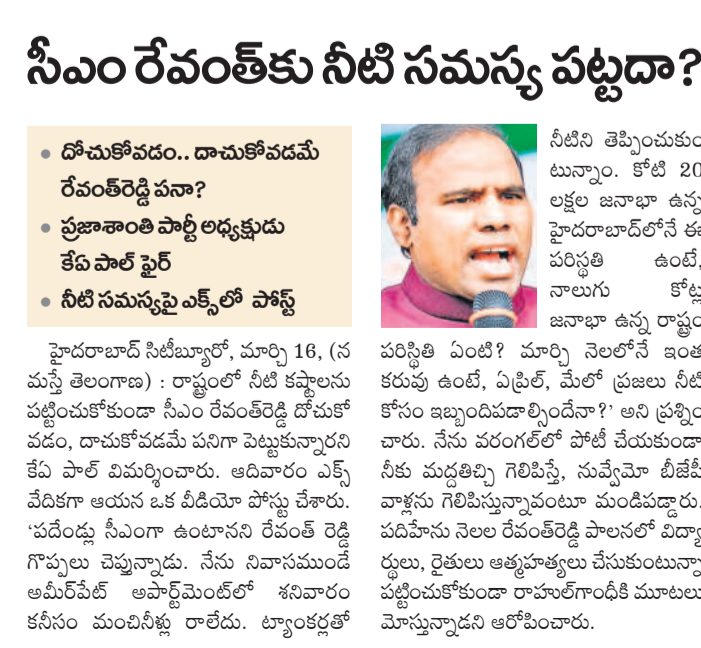 సీఎం రేవంత్‌కు నీటి సమస్య పట్టదా?
● దోచుకోవడం.. దాచుకోవడమే
రేవంత్‌రెడ్డి పనా?
● ప్రజాశాంతి పార్టీ అధ్యక్షుడు
కేఏ పాల్ ఫైర్
● నీటి సమస్యపై ఎక్స్‌లో పోస్ట్
హైదరాబాద్ సిటీబ్యూరో, మార్చి 16, (న
మస్తే తెలంగాణ) : రాష్ట్రంలో నీటి కష్టాలను
పట్టించుకోకుండా సీఎం రేవంత్‌రెడ్డి దోచుకో
వడం, దాచుకోవడమే పనిగా పెట్టుకున్నారని
కేఏ పాల్ విమర్శించారు. ఆదివారం ఎక్స్
వేదికగా ఆయన ఒక వీడియో పోస్టు చేశారు.
‘పదేండ్లు సీఎంగా ఉంటానని రేవంత్ రెడ్డి
గొప్పలు చెప్తున్నాడు. నేను నివాసముండే
అమీర్‌పేట్ అపార్ట్‌మెంట్‌లో శనివారం
కనీసం మంచినీళ్లు రాలేదు. ట్యాంకర్లతో
నీటిని తెప్పించుకుం
టున్నాం. కోటి 20
లక్షల జనాభా ఉన్న
హైదరాబాద్‌లోనే ఈ
పరిస్థితి ఉంటే,
నాలుగు కోట్ల
జనాభా ఉన్న రాష్ట్రం
పరిస్థితి ఏంటి? మార్చి నెలలోనే ఇంత
కరువు ఉంటే, ఏప్రిల్, మేలో ప్రజలు నీటి
కోసం ఇబ్బందిపడాల్సిందేనా?’ అని ప్రశ్నిం
చారు. నేను వరంగల్‌లో పోటీ చేయకుండా
నీకు మద్దతిచ్చి గెలిపిస్తే, నువ్వేమో బీజేపీ
వాళ్లను గెలిపిస్తున్నావంటూ మండిపడ్డారు.
పదిహేను నెలల రేవంత్‌రెడ్డి పాలనలో విద్యా
ర్థులు, రైతులు ఆత్మహత్యలు చేసుకుంటున్నా
పట్టించుకోకుండా రాహుల్‌గాంధీకి మూటలు
మోస్తున్నాడని ఆరోపించారు.